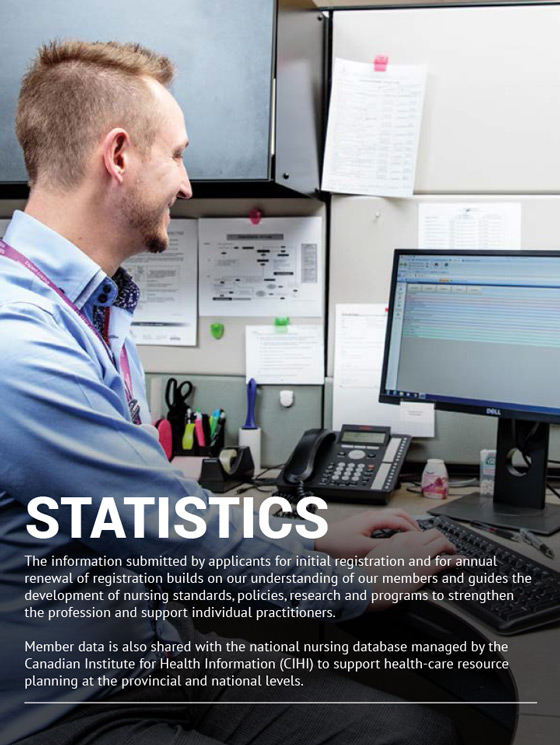 DELL
STATISTICS
The information submitted by applicants for initial registration and for annual
renewal of registration builds on our understanding of our members and guides the
development of nursing standards, policies, research and programs to strengthen
the profession and support individual practitioners.
Member data is also shared with the national nursing database managed by the
Canadian Institute for Health Information (CIHI) to support health-care resource
planning at the provincial and national levels.